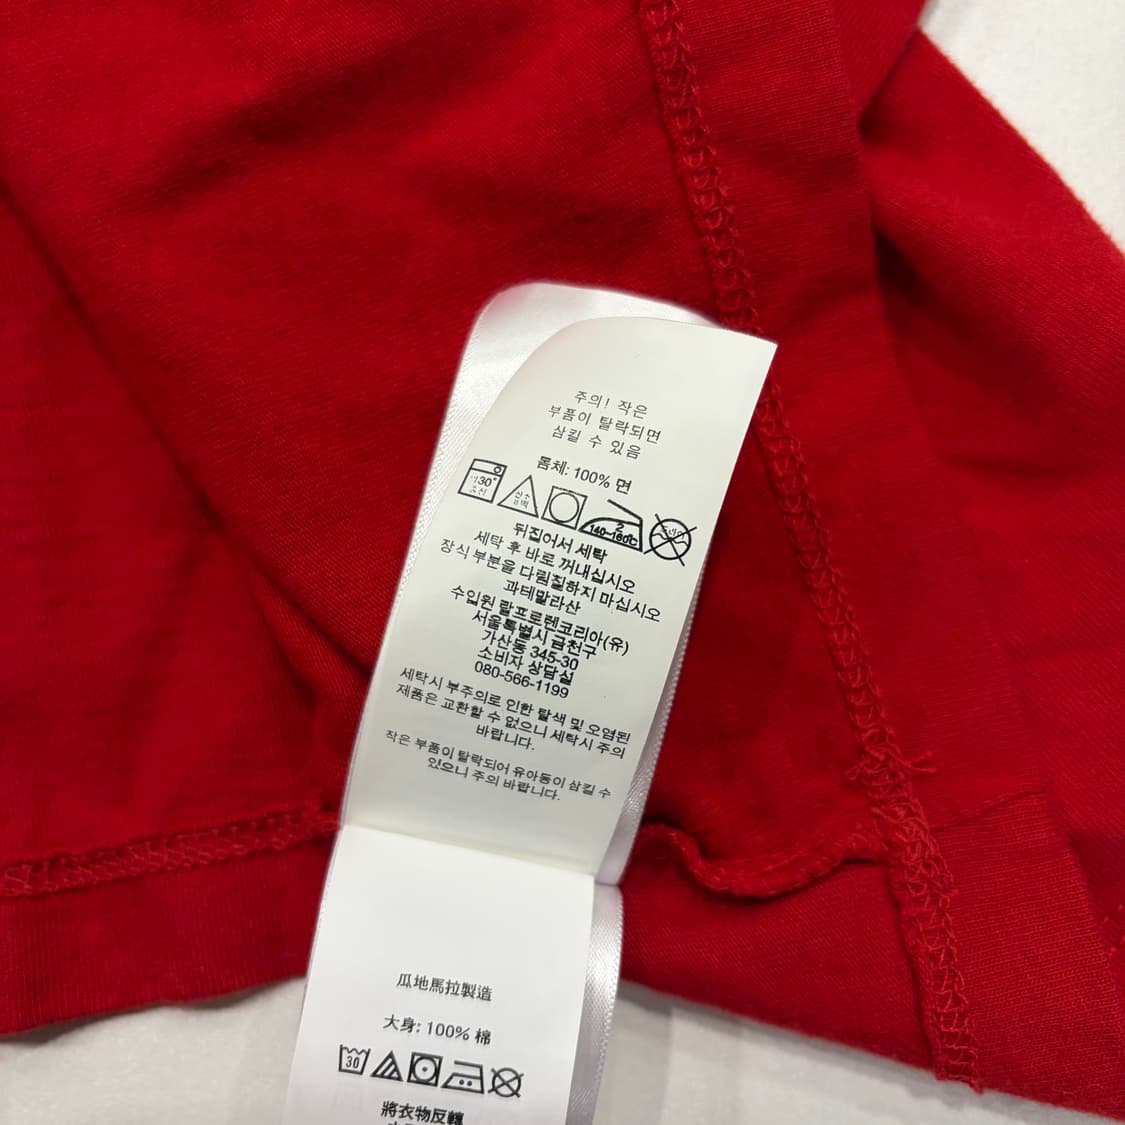 주의! 작은
부품이 탈락되면
삼킬 수 있음
몸체: 100% 면
30°
2
140~160°C
뒤집어서 세탁
세탁 후 바로 꺼내십시오
장식 부분을 다림질하지 마십시오
과테말라산
수입원 랄프로렌코리아(유)
서울특별시 금천구
가산동 345-30
소비자 상담실
080-566-1199
세탁시 부주의로 인한 탈색 및 오염된
제품은 교환할 수 없으니 세탁시 주의
바랍니다.
작은 부품이 탈락되어 유아동이 삼킬 수
있으니 주의 바랍니다.
瓜地馬拉製造
大身: 100% 棉
30
將衣物反轉